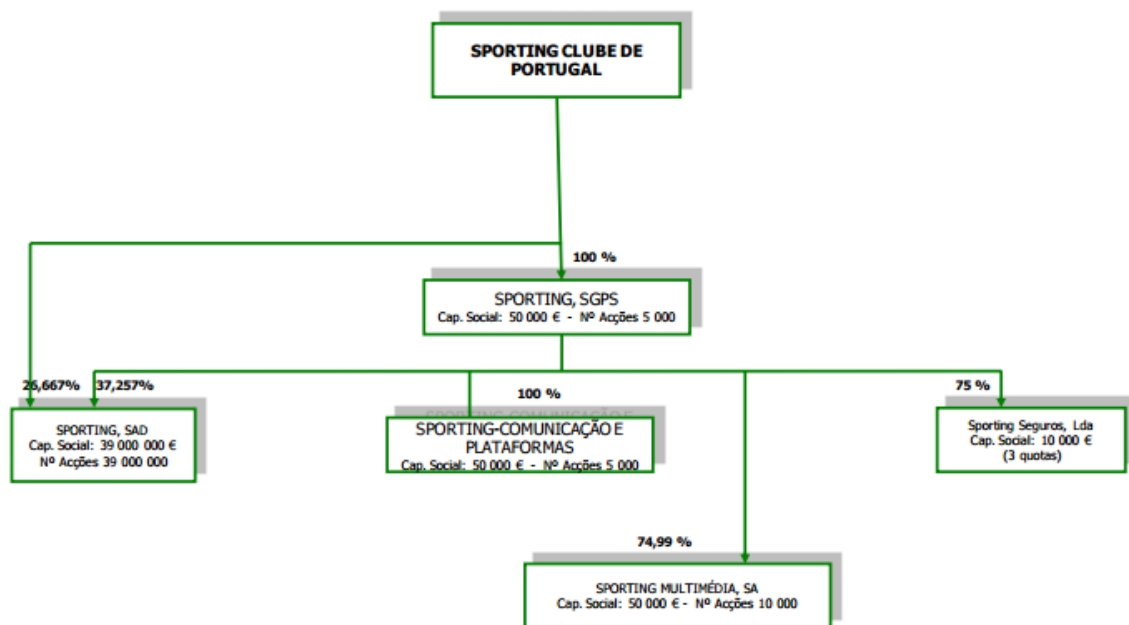 SPORTING CLUBE DE
PORTUGAL
100 %
SPORTING, SGPS
Cap. Social: 50 000 € - Nº Acções 5 000
26,667%
37,257%
100 %
75 %
SPORTING, SAD
Cap. Social: 39 000 000 €
Nº Acções 39 000 000
SPORTING-COMUNICAÇÃO E
SPORTING-COMUNICAÇÃO E
PLATAFORMAS
Cap. Social: 50 000 € - Nº Acções 5 000
Sporting Seguros, Lda
Cap. Social: 10 000 €
(3 quotas)
74,99 %
SPORTING MULTIMÉDIA, SA
Cap. Social: 50 000 € - Nº Acções 10 000